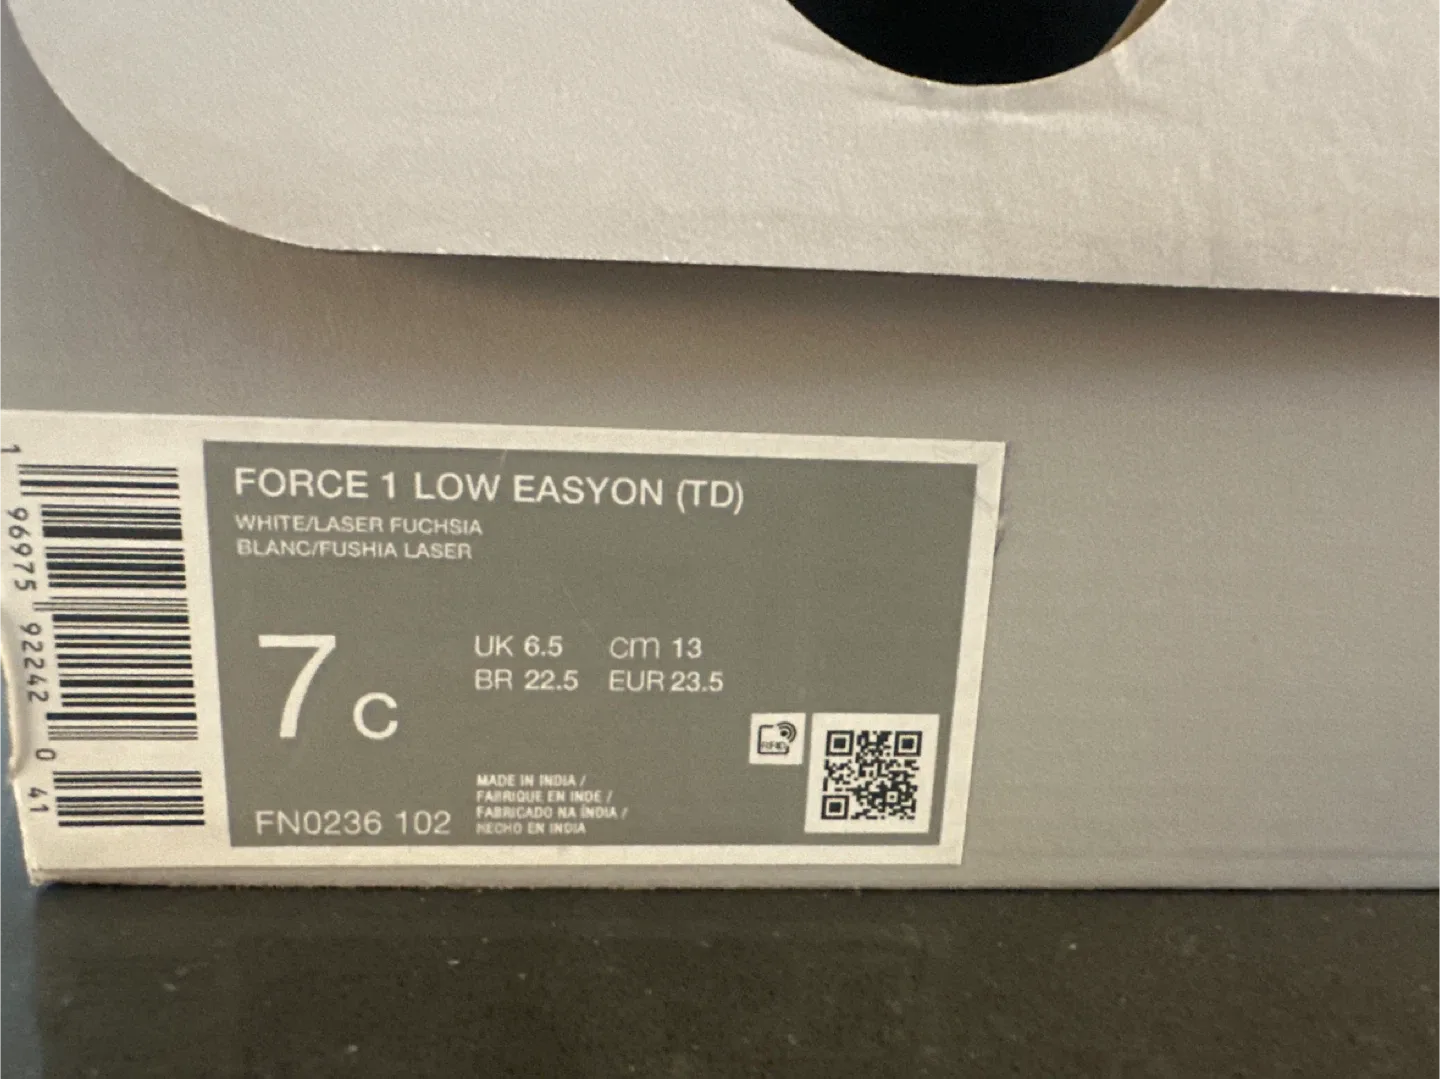 FORCE 1 LOW EASYON (TD)
WHITE/LASER FUCHSIA
BLANC/FUSHIA LASER
7 C
UK 6.5 cm 13
BR 22.5 EUR 23.5
RFID
MADE IN INDIA /
FABRIQUE EN INDE /
FABRICADO NA ÍNDIA /
HECHO EN INDIA
FN0236 102
1 96975 92242 0 41